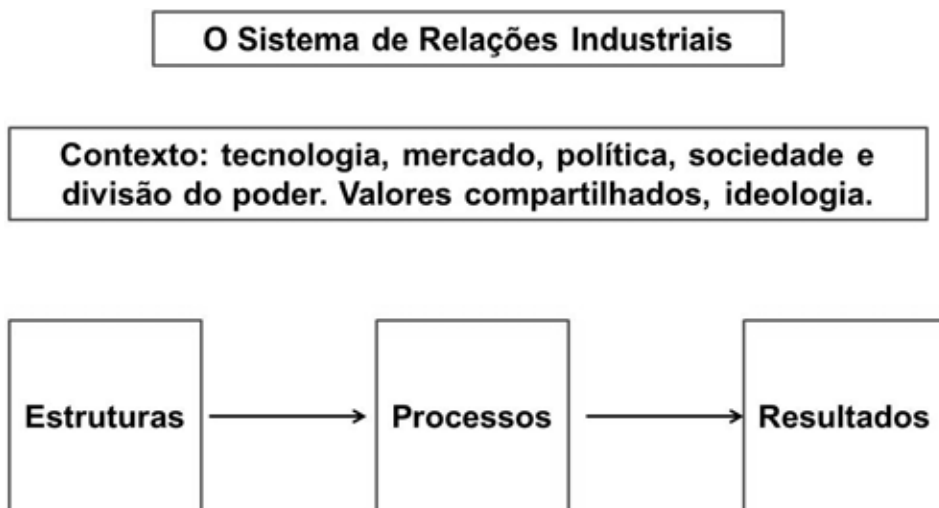 O Sistema de Relações Industriais
Contexto: tecnologia, mercado, política, sociedade e
divisão do poder. Valores compartilhados, ideologia.
Estruturas
Processos
Resultados